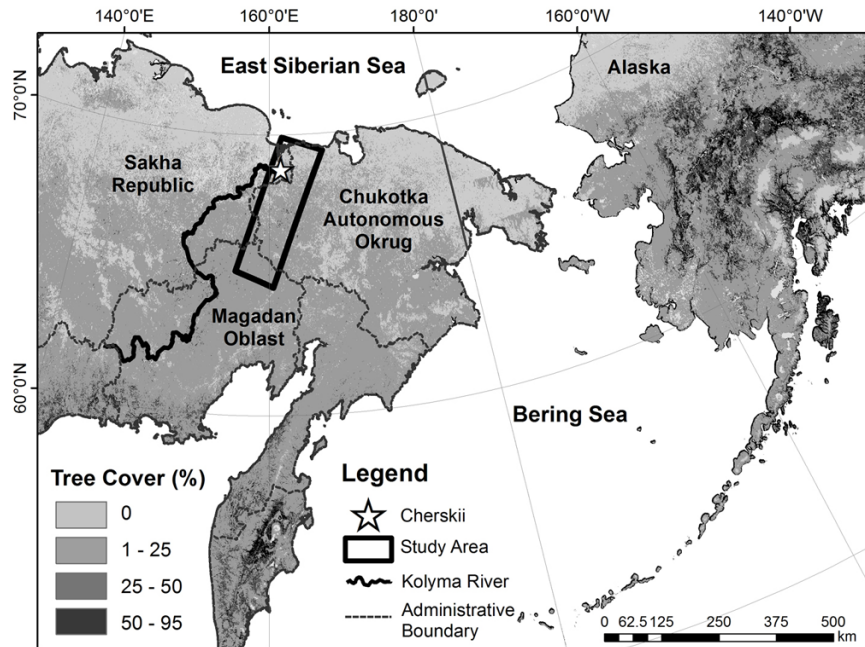 140°0'E
160°0'E
180°0'
160°0'W
140°0'W
70°0'N
60°0'N
East Siberian Sea
Alaska
Sakha
Republic
Chukotka
Autonomous
Okrug
Magadan
Oblast
Bering Sea
Tree Cover (%)
0
1 - 25
25 - 50
50 - 95
Legend
Cherskii
Study Area
Kolyma River
Administrative
Boundary
0 62.5 125 250 375 500
km